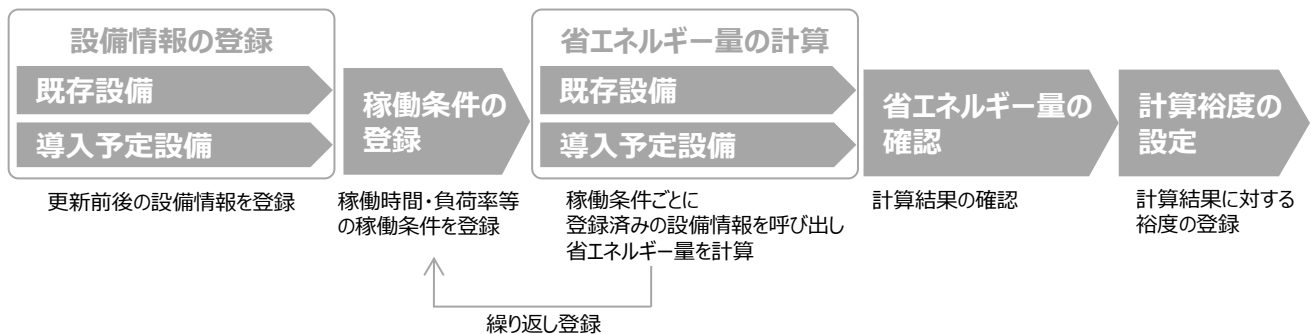 設備情報の登録
既存設備
導入予定設備
更新前後の設備情報を登録
稼働条件の
登録
稼働時間・負荷率等
の稼働条件を登録
省エネルギー量の計算
既存設備
導入予定設備
稼働条件ごとに
登録済みの設備情報を呼び出し
省エネルギー量を計算
繰り返し登録
省エネルギー量の
確認
計算結果の確認
計算裕度の
設定
計算結果に対する
裕度の登録